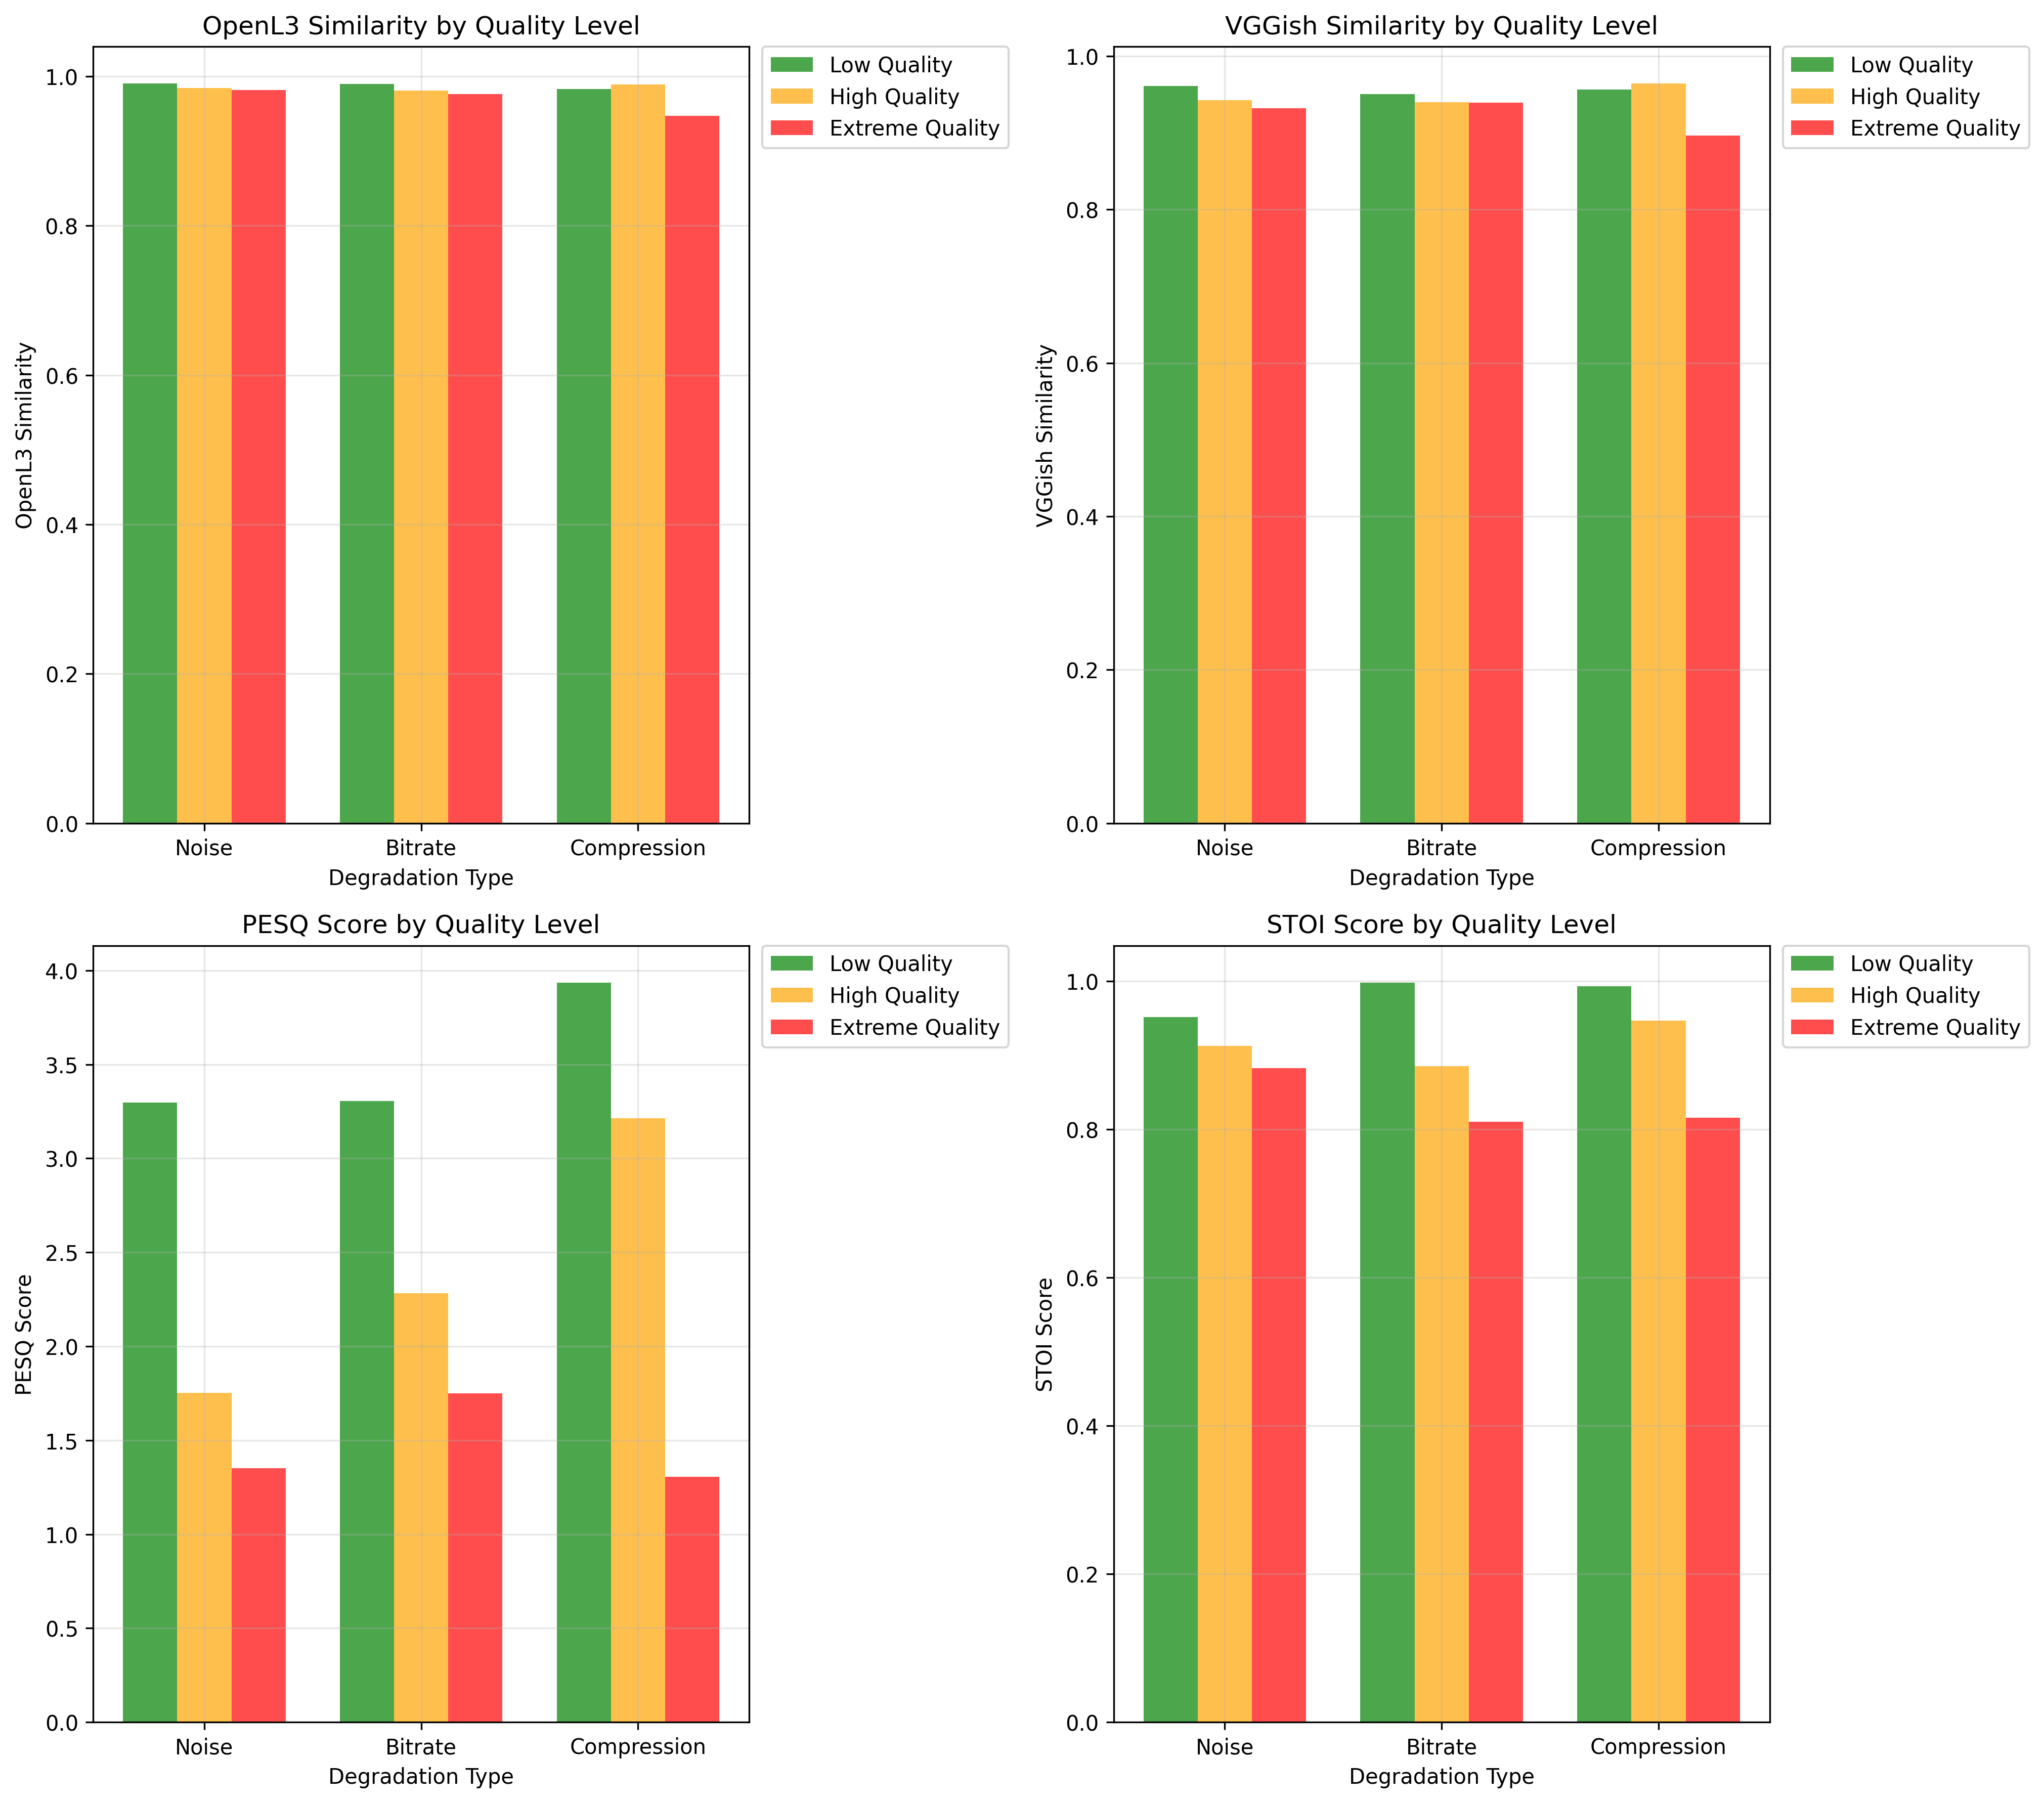 OpenL3 Similarity by Quality Level
OpenL3 Similarity
1.0
0.8
0.6
0.4
0.2
0.0
Noise
Bitrate
Compression
Degradation Type
Low Quality
High Quality
Extreme Quality
VGGish Similarity by Quality Level
VGGish Similarity
1.0
0.8
0.6
0.4
0.2
0.0
Noise
Bitrate
Compression
Degradation Type
Low Quality
High Quality
Extreme Quality
PESQ Score by Quality Level
PESQ Score
4.0
3.5
3.0
2.5
2.0
1.5
1.0
0.5
0.0
Noise
Bitrate
Compression
Degradation Type
Low Quality
High Quality
Extreme Quality
STOI Score by Quality Level
STOI Score
1.0
0.8
0.6
0.4
0.2
0.0
Noise
Bitrate
Compression
Degradation Type
Low Quality
High Quality
Extreme Quality